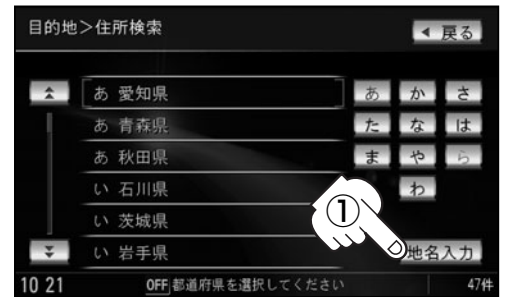 目的地＞住所検索
◀ 戻る
あ 愛知県
あ か さ
あ 青森県
た な は
あ 秋田県
ま や ら
い 石川県
わ
い 茨城県
①
い 岩手県
地名入力
10 21
OFF 都道府県を選択してください
47件